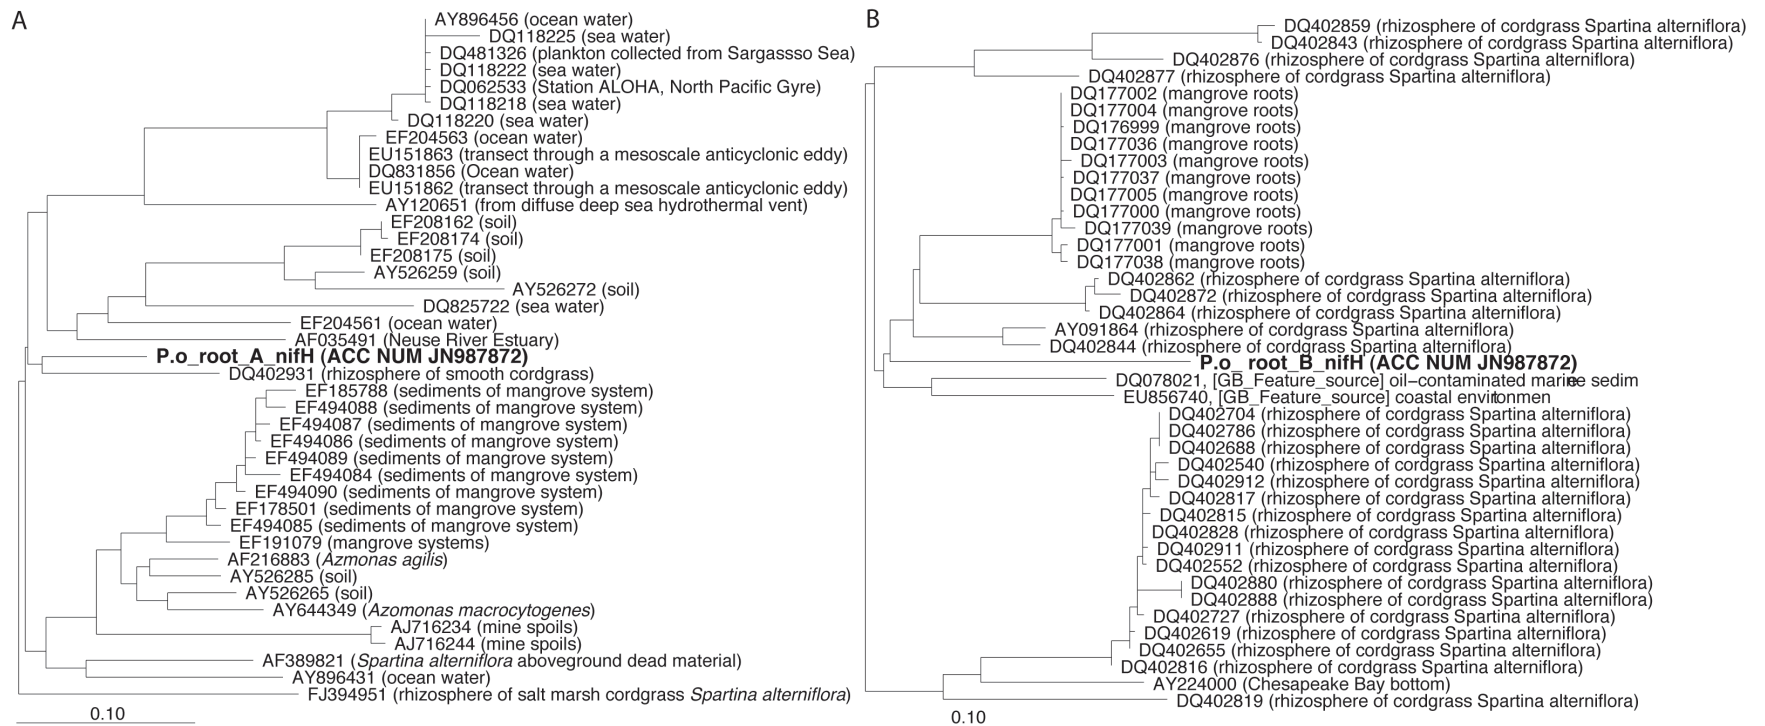 A
AY896456 (ocean water)
DQ118225 (sea water)
DQ481326 (plankton collected from Sargassso Sea)
DQ118222 (sea water)
DQ062533 (Station ALOHA, North Pacific Gyre)
DQ118218 (sea water)
DQ118220 (sea water)
EF204563 (ocean water)
EU151863 (transect through a mesoscale anticyclonic eddy)
DQ831856 (Ocean water)
EU151862 (transect through a mesoscale anticyclonic eddy)
AY120651 (from diffuse deep sea hydrothermal vent)
EF208162 (soil)
EF208174 (soil)
EF208175 (soil)
AY526259 (soil)
AY526272 (soil)
DQ825722 (sea water)
EF204561 (ocean water)
AF035491 (Neuse River Estuary)
P.o_root_A_nifH (ACC NUM JN987872)
DQ402931 (rhizosphere of smooth cordgrass)
EF185788 (sediments of mangrove system)
EF494088 (sediments of mangrove system)
EF494087 (sediments of mangrove system)
EF494086 (sediments of mangrove system)
EF494089 (sediments of mangrove system)
EF494084 (sediments of mangrove system)
EF494090 (sediments of mangrove system)
EF178501 (sediments of mangrove system)
EF494085 (sediments of mangrove system)
EF191079 (mangrove systems)
AF216883 (Azmonas agilis)
AY526285 (soil)
AY526265 (soil)
AY644349 (Azomonas macrocytogenes)
AJ716234 (mine spoils)
AJ716244 (mine spoils)
AF389821 (Spartina alterniflora aboveground dead material)
AY896431 (ocean water)
FJ394951 (rhizosphere of salt marsh cordgrass Spartina alterniflora)
0.10
B
DQ402859 (rhizosphere of cordgrass Spartina alterniflora)
DQ402843 (rhizosphere of cordgrass Spartina alterniflora)
DQ402876 (rhizosphere of cordgrass Spartina alterniflora)
DQ402877 (rhizosphere of cordgrass Spartina alterniflora)
DQ177002 (mangrove roots)
DQ177004 (mangrove roots)
DQ176999 (mangrove roots)
DQ177036 (mangrove roots)
DQ177003 (mangrove roots)
DQ177037 (mangrove roots)
DQ177005 (mangrove roots)
DQ177000 (mangrove roots)
DQ177039 (mangrove roots)
DQ177001 (mangrove roots)
DQ177038 (mangrove roots)
DQ402862 (rhizosphere of cordgrass Spartina alterniflora)
DQ402872 (rhizosphere of cordgrass Spartina alterniflora)
DQ402864 (rhizosphere of cordgrass Spartina alterniflora)
AY091864 (rhizosphere of cordgrass Spartina alterniflora)
DQ402844 (rhizosphere of cordgrass Spartina alterniflora)
P.o_ root_B_nifH (ACC NUM JN987872)
DQ078021, [GB_Feature_source] oil–contaminated marine sedim
EU856740, [GB_Feature_source] coastal environmen
DQ402704 (rhizosphere of cordgrass Spartina alterniflora)
DQ402786 (rhizosphere of cordgrass Spartina alterniflora)
DQ402688 (rhizosphere of cordgrass Spartina alterniflora)
DQ402540 (rhizosphere of cordgrass Spartina alterniflora)
DQ402912 (rhizosphere of cordgrass Spartina alterniflora)
DQ402817 (rhizosphere of cordgrass Spartina alterniflora)
DQ402815 (rhizosphere of cordgrass Spartina alterniflora)
DQ402828 (rhizosphere of cordgrass Spartina alterniflora)
DQ402911 (rhizosphere of cordgrass Spartina alterniflora)
DQ402552 (rhizosphere of cordgrass Spartina alterniflora)
DQ402880 (rhizosphere of cordgrass Spartina alterniflora)
DQ402888 (rhizosphere of cordgrass Spartina alterniflora)
DQ402727 (rhizosphere of cordgrass Spartina alterniflora)
DQ402619 (rhizosphere of cordgrass Spartina alterniflora)
DQ402655 (rhizosphere of cordgrass Spartina alterniflora)
DQ402816 (rhizosphere of cordgrass Spartina alterniflora)
AY224000 (Chesapeake Bay bottom)
DQ402819 (rhizosphere of cordgrass Spartina alterniflora)
0.10